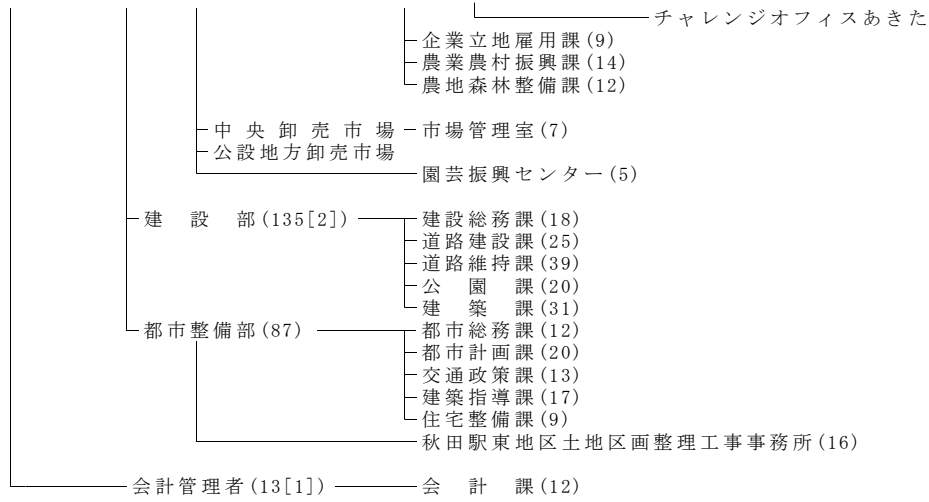 チャレンジオフィスあきた
企業立地雇用課(9)
農業農村振興課(14)
農地森林整備課(12)
中央卸売市場 市場管理室(7)
公設地方卸売市場
園芸振興センター(5)
建設部(135[2]) 建設総務課(18)
道路建設課(25)
道路維持課(39)
公園課(20)
建築課(31)
都市整備部(87) 都市総務課(12)
都市計画課(20)
交通政策課(13)
建築指導課(17)
住宅整備課(9)
秋田駅東地区土地区画整理工事事務所(16)
会計管理者(13[1]) 会計課(12)